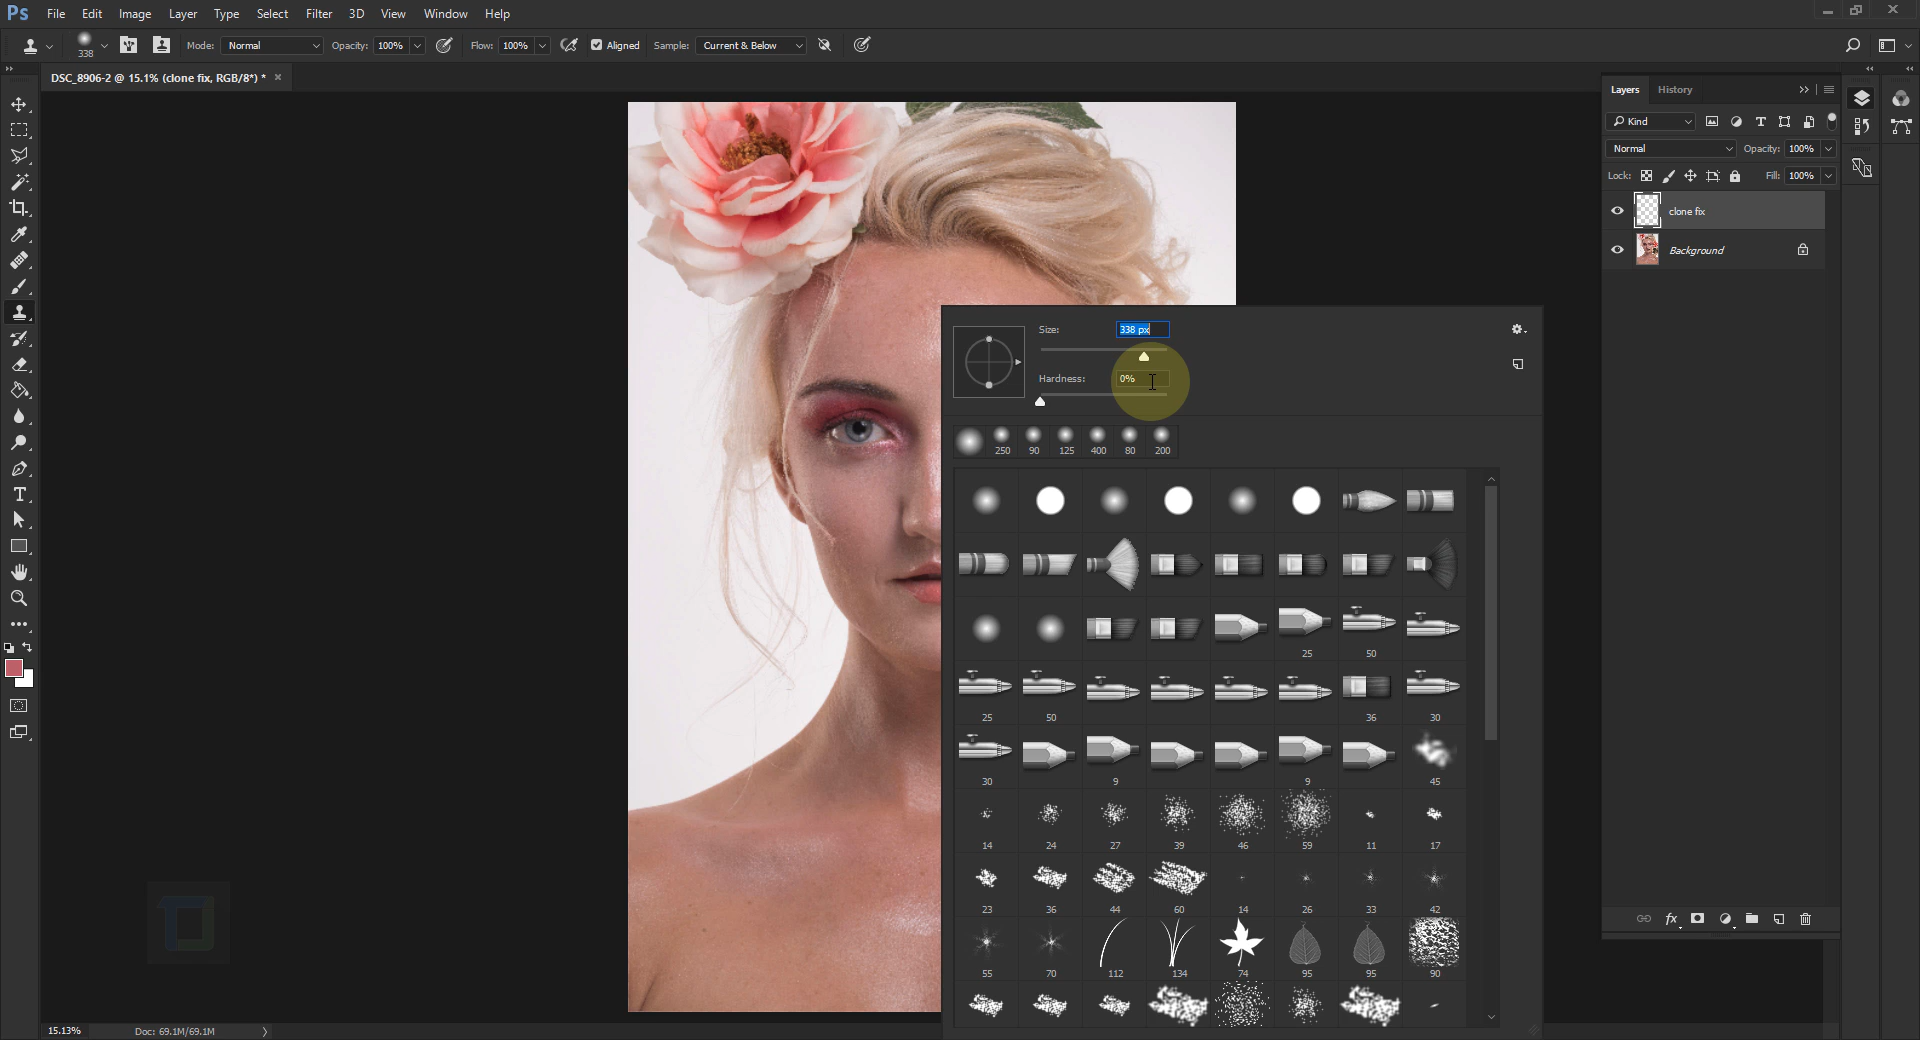 Ps File Edit Image Layer Type Select Filter 3D View Window Help
338 Mode: Normal Opacity: 100% Flow: 100% Aligned Sample: Current & Below
DSC_8906-2 @ 15.1% (clone fix, RGB/8*) * ×
Layers History
Kind
Normal Opacity: 100%
Lock: Fill: 100%
clone fix
Background
Size: 338 px
Hardness: 0%
250 90 125 400 80 200
25 50
25 50 36 30
30 9 9 45
14 24 27 39 46 59 11 17
23 36 44 60 14 26 33 42
55 70 112 134 74 95 95 90
fx
15.13% Doc: 69.1M/69.1M